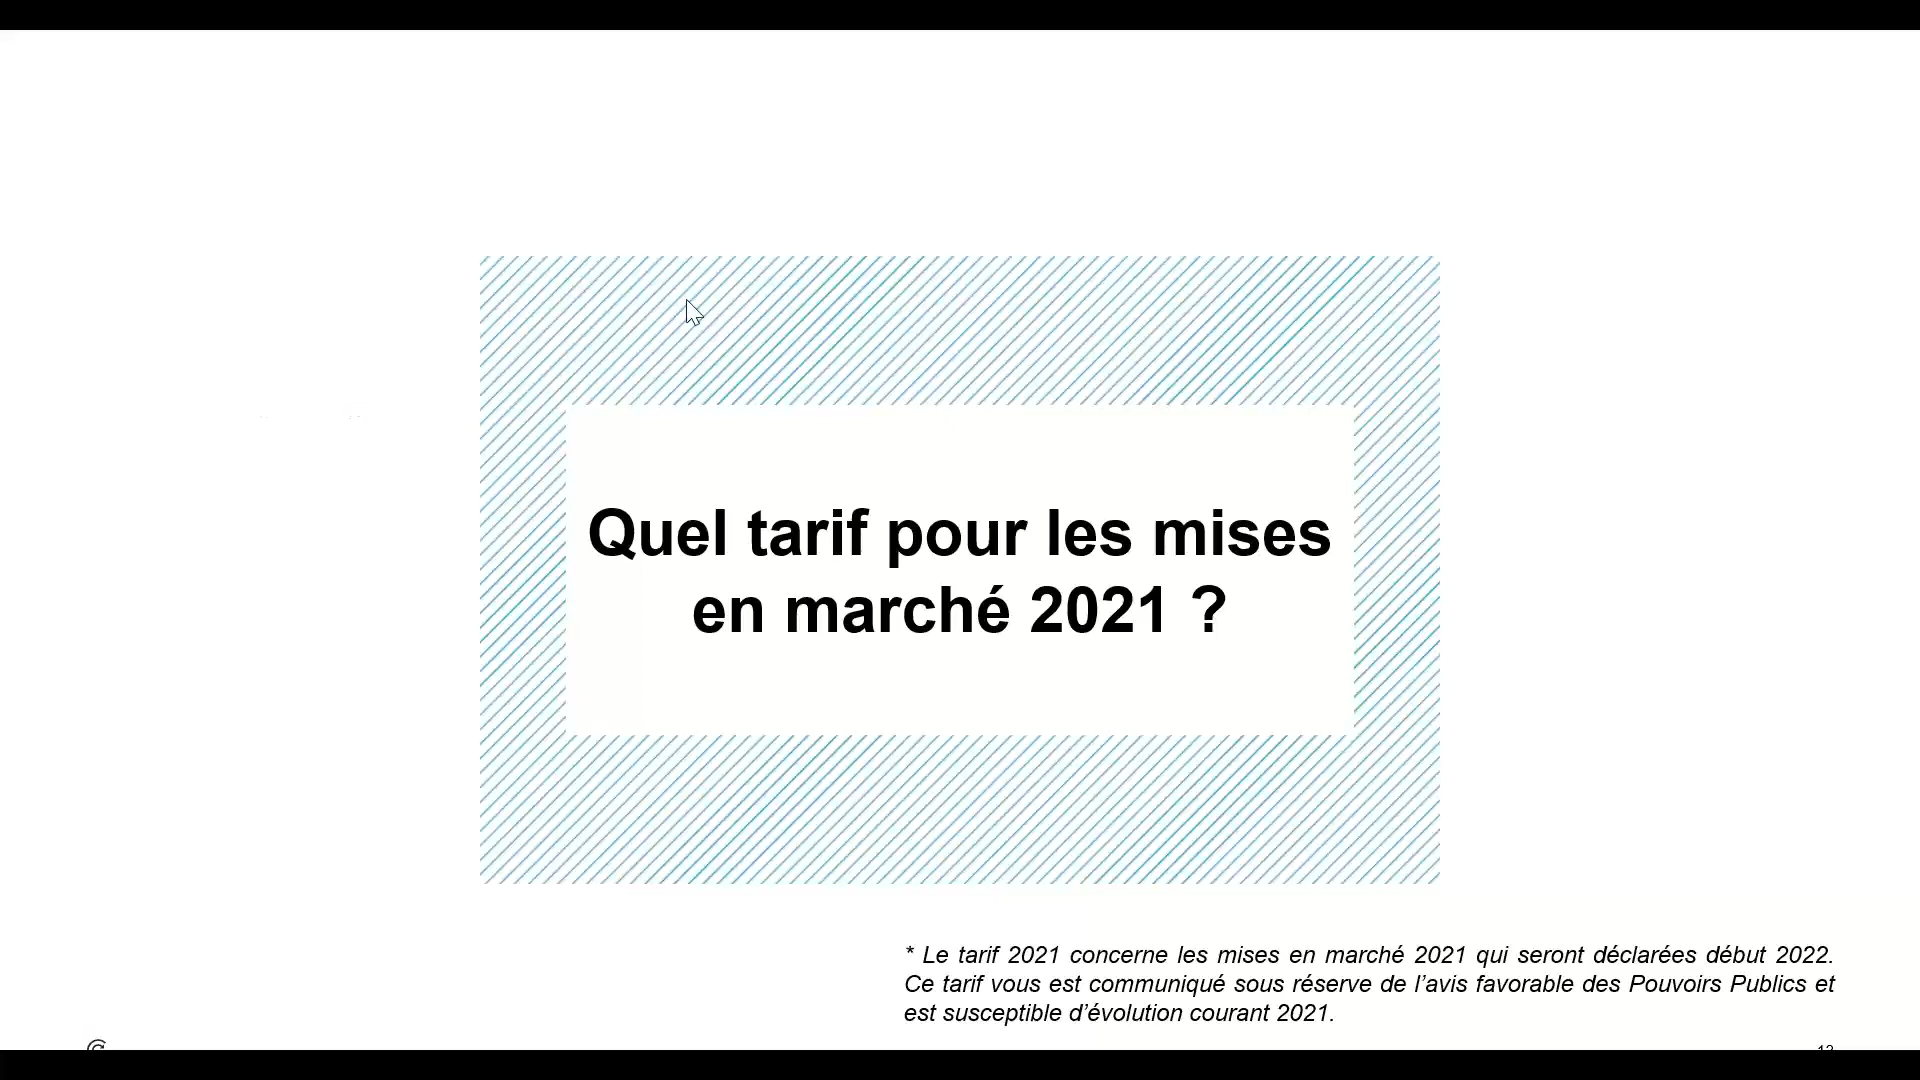 Quel tarif pour les mises
en marché 2021 ?
* Le tarif 2021 concerne les mises en marché 2021 qui seront déclarées début 2022.
Ce tarif vous est communiqué sous réserve de l’avis favorable des Pouvoirs Publics et
est susceptible d’évolution courant 2021.